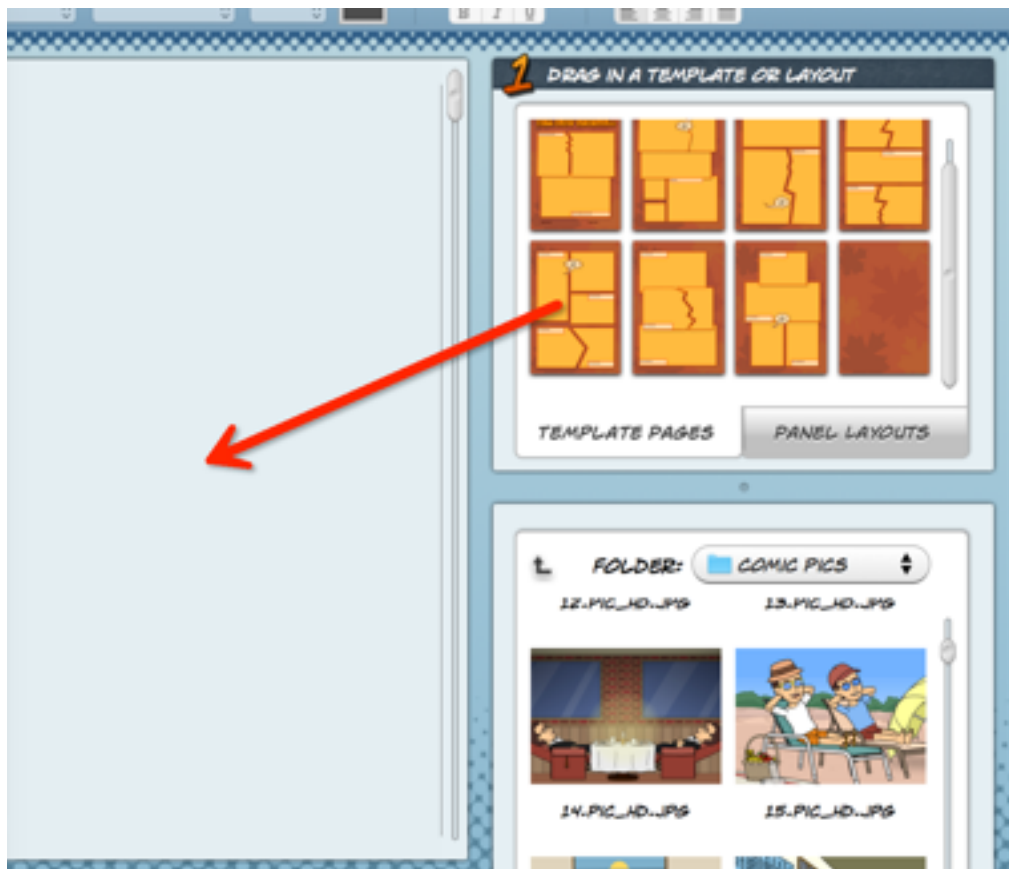 B I U
1 DRAG IN A TEMPLATE OR LAYOUT
TEMPLATE PAGES
PANEL LAYOUTS
FOLDER: COMIC PICS
12.PIC_HD.JPG
13.PIC_HD.JPG
14.PIC_HD.JPG
15.PIC_HD.JPG